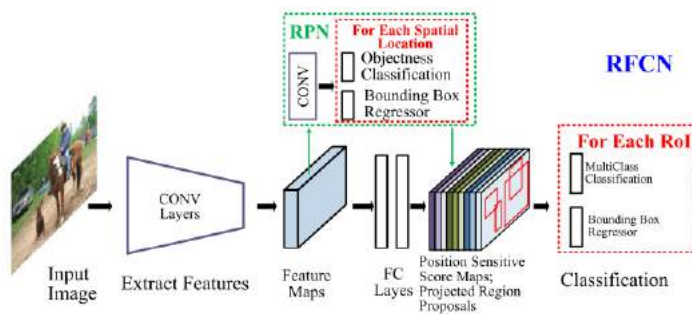 RPN
For Each Spatial
Location
CONV
Objectness
Classification
Bounding Box
Regressor
RFCN
For Each RoI
MultiClass
Classification
Bounding Box
Regressor
CONV
Layers
Input
Image
Extract Features
Feature
Maps
FC
Layes
Position Sensitive
Score Maps;
Projected Region
Proposals
Classification